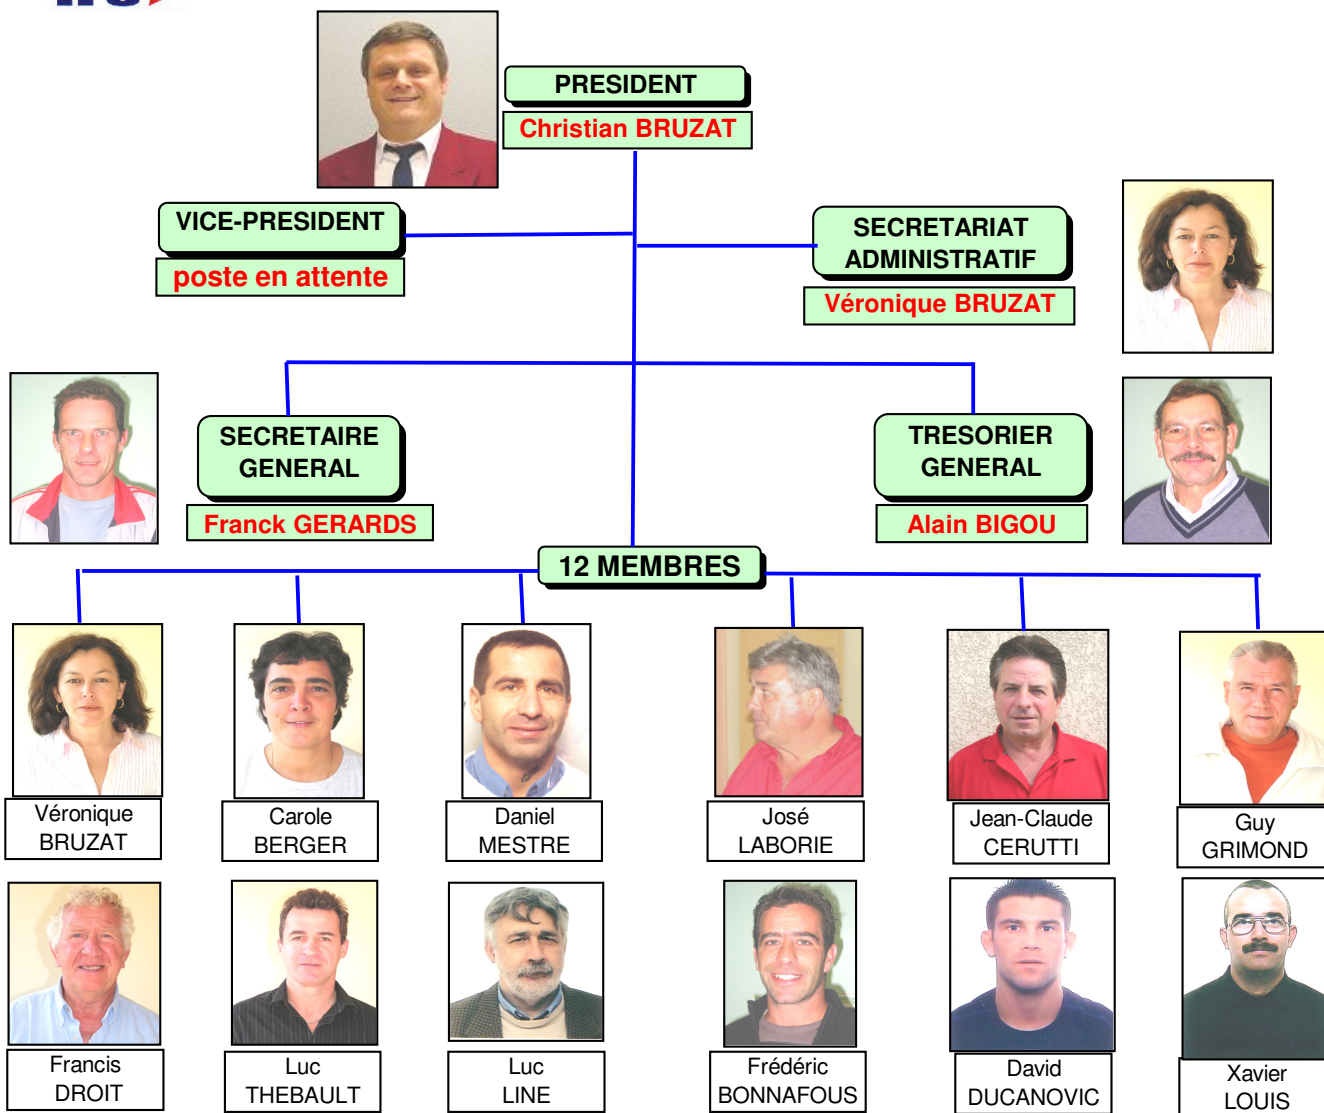 PRESIDENT
Christian BRUZAT
VICE-PRESIDENT
poste en attente
SECRETARIAT
ADMINISTRATIF
Véronique BRUZAT
SECRETAIRE
GENERAL
Franck GERARDS
TRESORIER
GENERAL
Alain BIGOU
12 MEMBRES
Véronique
BRUZAT
Carole
BERGER
Daniel
MESTRE
José
LABORIE
Jean-Claude
CERUTTI
Guy
GRIMOND
Francis
DROIT
Luc
THEBAULT
Luc
LINE
Frédéric
BONNAFOUS
David
DUCANOVIC
Xavier
LOUIS